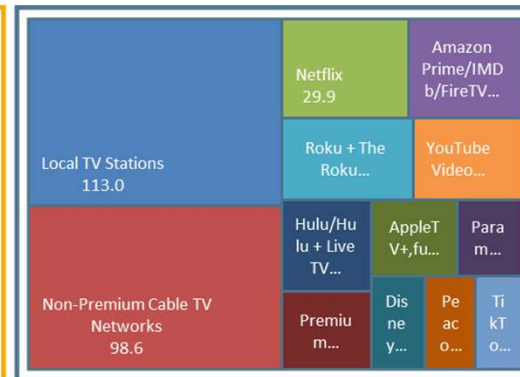 Local TV Stations
113.0
Non-Premium Cable TV
Networks
98.6
Netflix
29.9
Amazon
Prime/IMD
b/FireTV...
Roku + The
Roku...
YouTube
Video...
Hulu/Hu
lu + Live
TV...
AppleT
V+,fu...
Para
m...
Premiu
m...
Dis
ne
y...
Pe
ac
o...
Ti
kT
o...